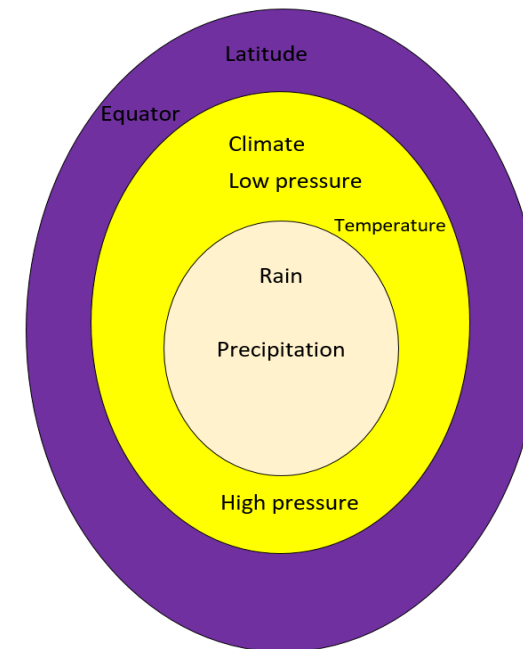 Latitude
Equator
Climate
Low pressure
Temperature
Rain
Precipitation
High pressure